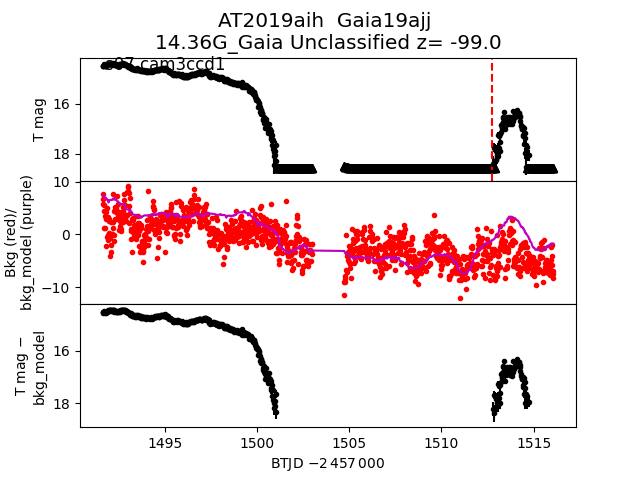 AT2019aih  Gaia19ajj
14.36G_Gaia Unclassified z= -99.0
cam3ccd1
T mag
16
18
Bkg (red)/
bkg_model (purple)
10
0
−10
T mag −
bkg_model
16
18
1495
1500
1505
1510
1515
BTJD −2 457 000